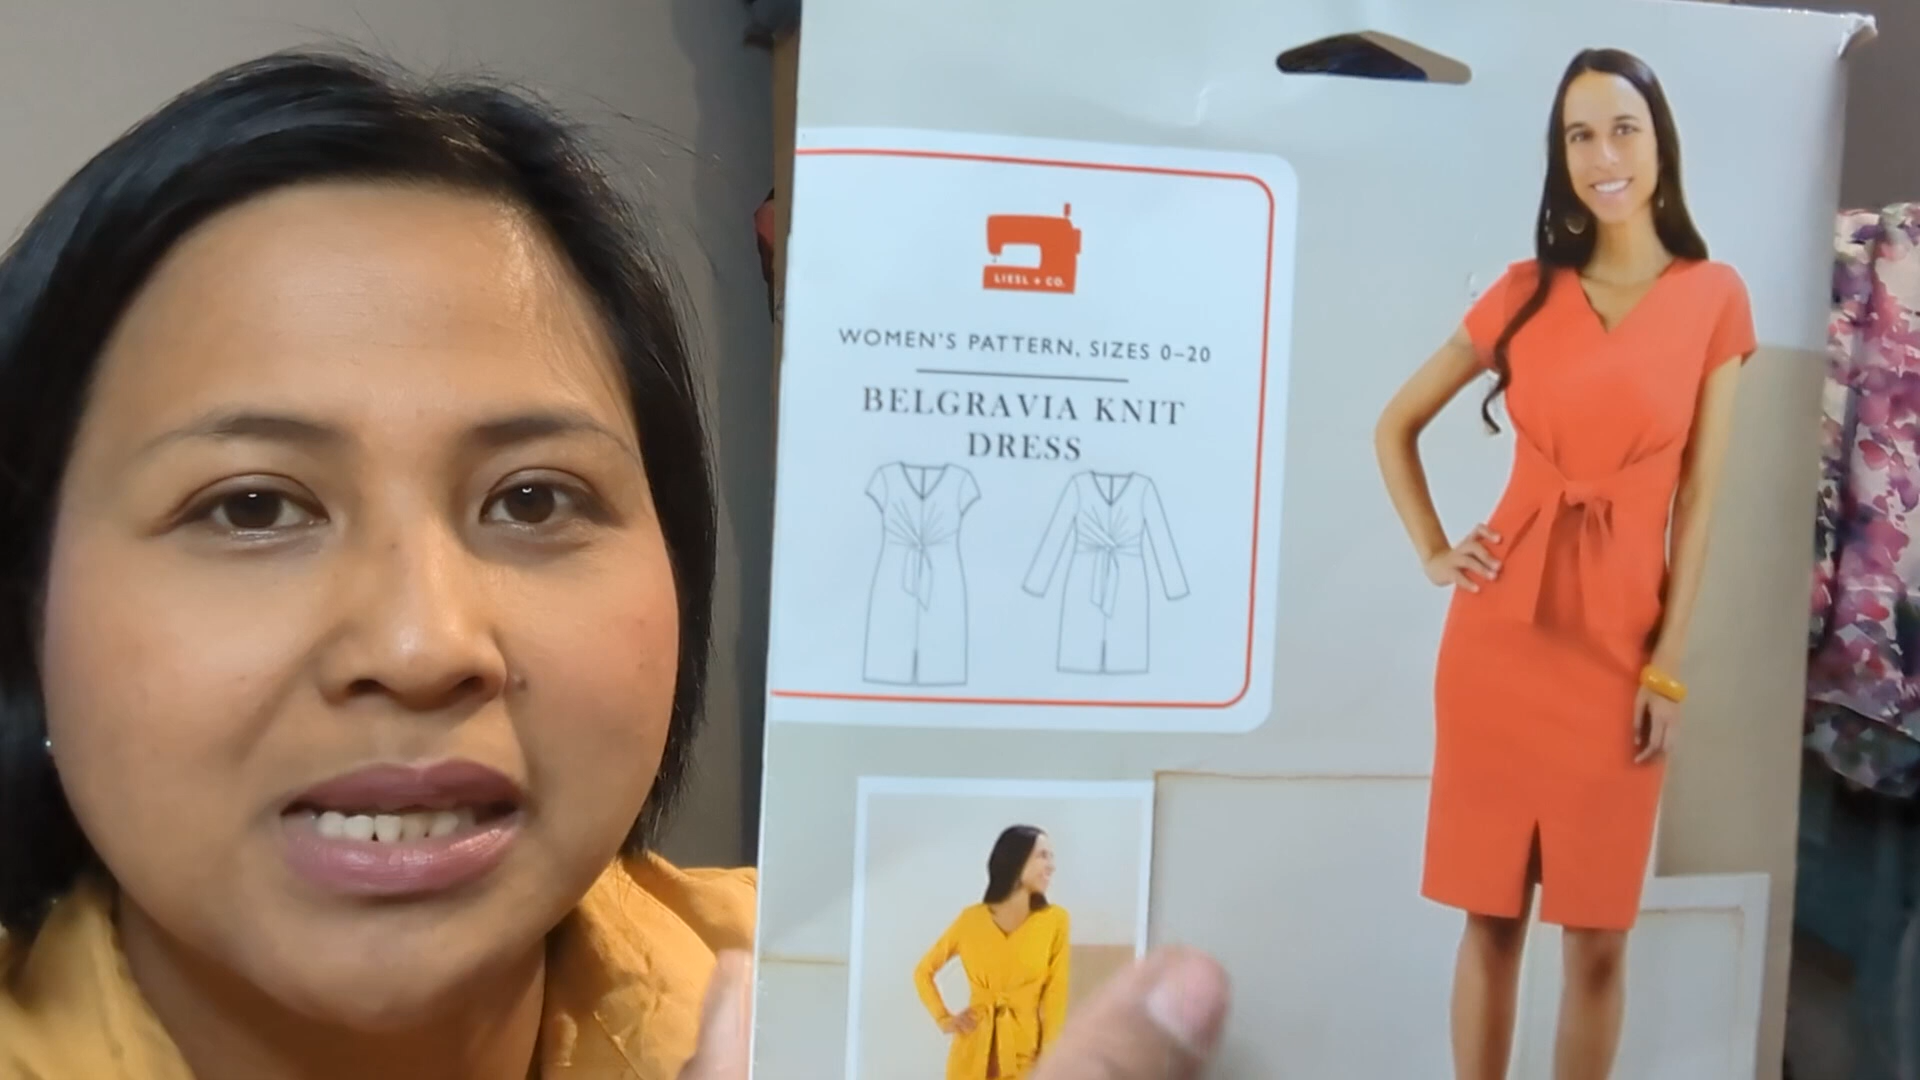 LIESL + CO.
WOMEN'S PATTERN, SIZES 0–20
BELGRAVIA KNIT
DRESS